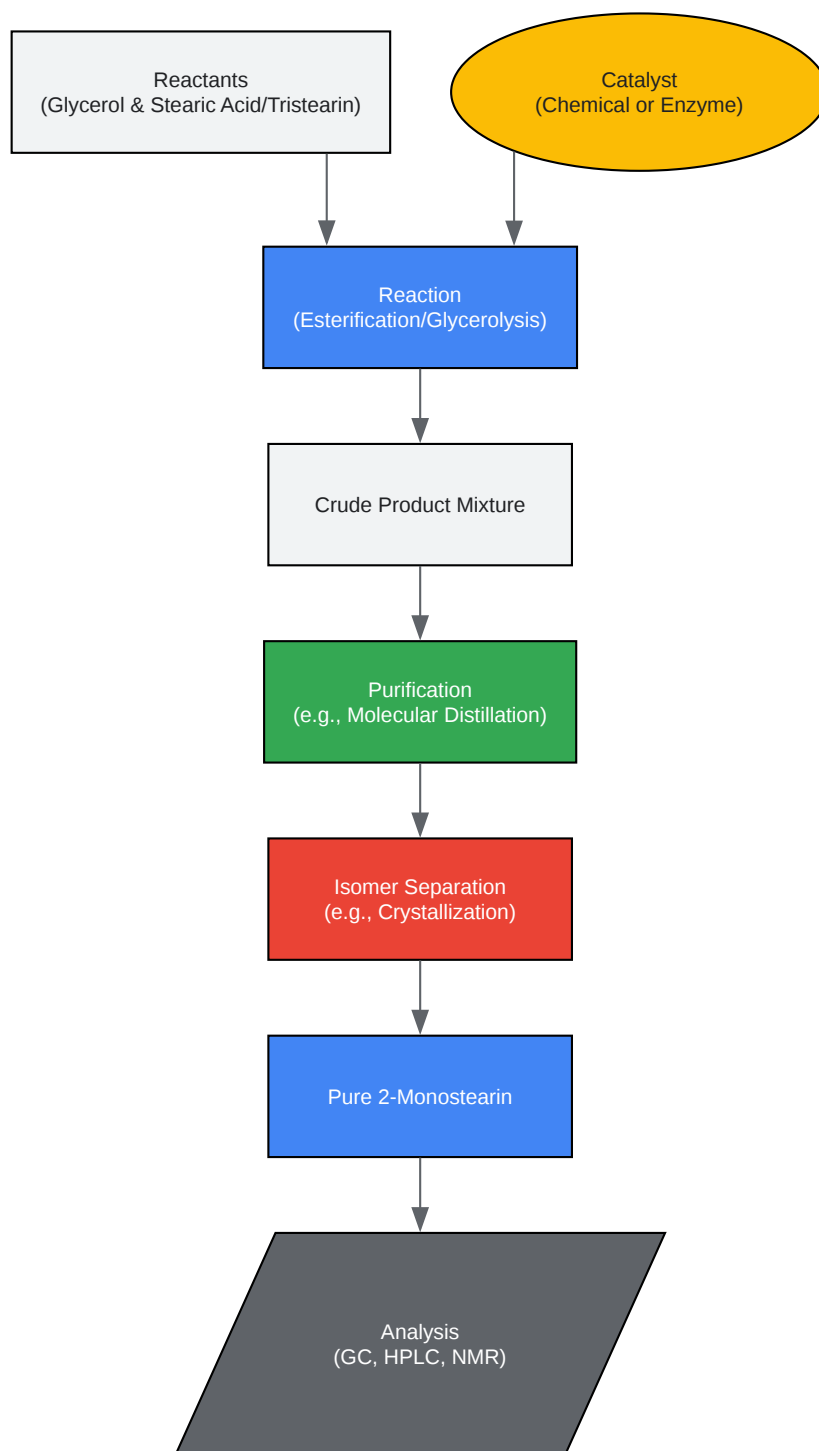 Reactants
(Glycerol & Stearic Acid/Tristearin)
Catalyst
(Chemical or Enzyme)
Reaction
(Esterification/Glycerolysis)
Crude Product Mixture
Purification
(e.g., Molecular Distillation)
Isomer Separation
(e.g., Crystallization)
Pure 2-Monostearin
Analysis
(GC, HPLC, NMR)